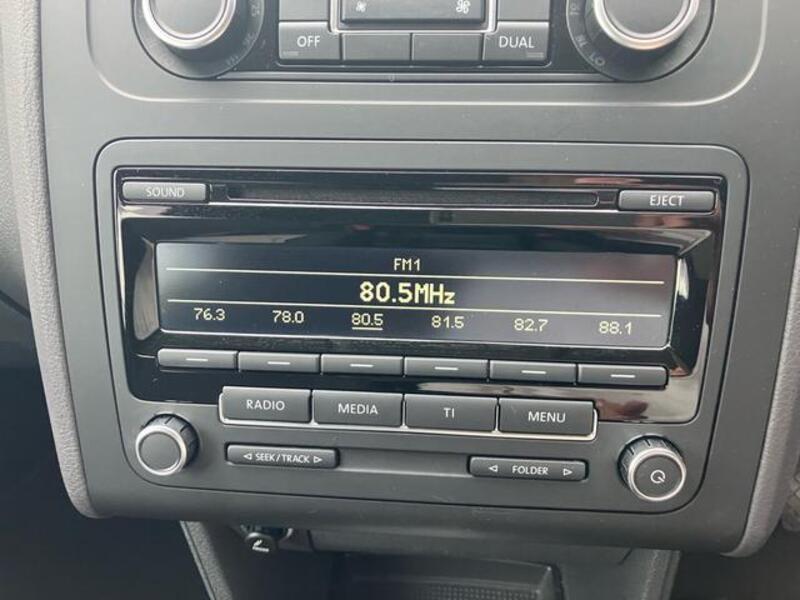 OFF DUAL
SOUND EJECT
FM1
80.5MHz
76.3 78.0 80.5 81.5 82.7 88.1
RADIO MEDIA TI MENU
SEEK/TRACK FOLDER